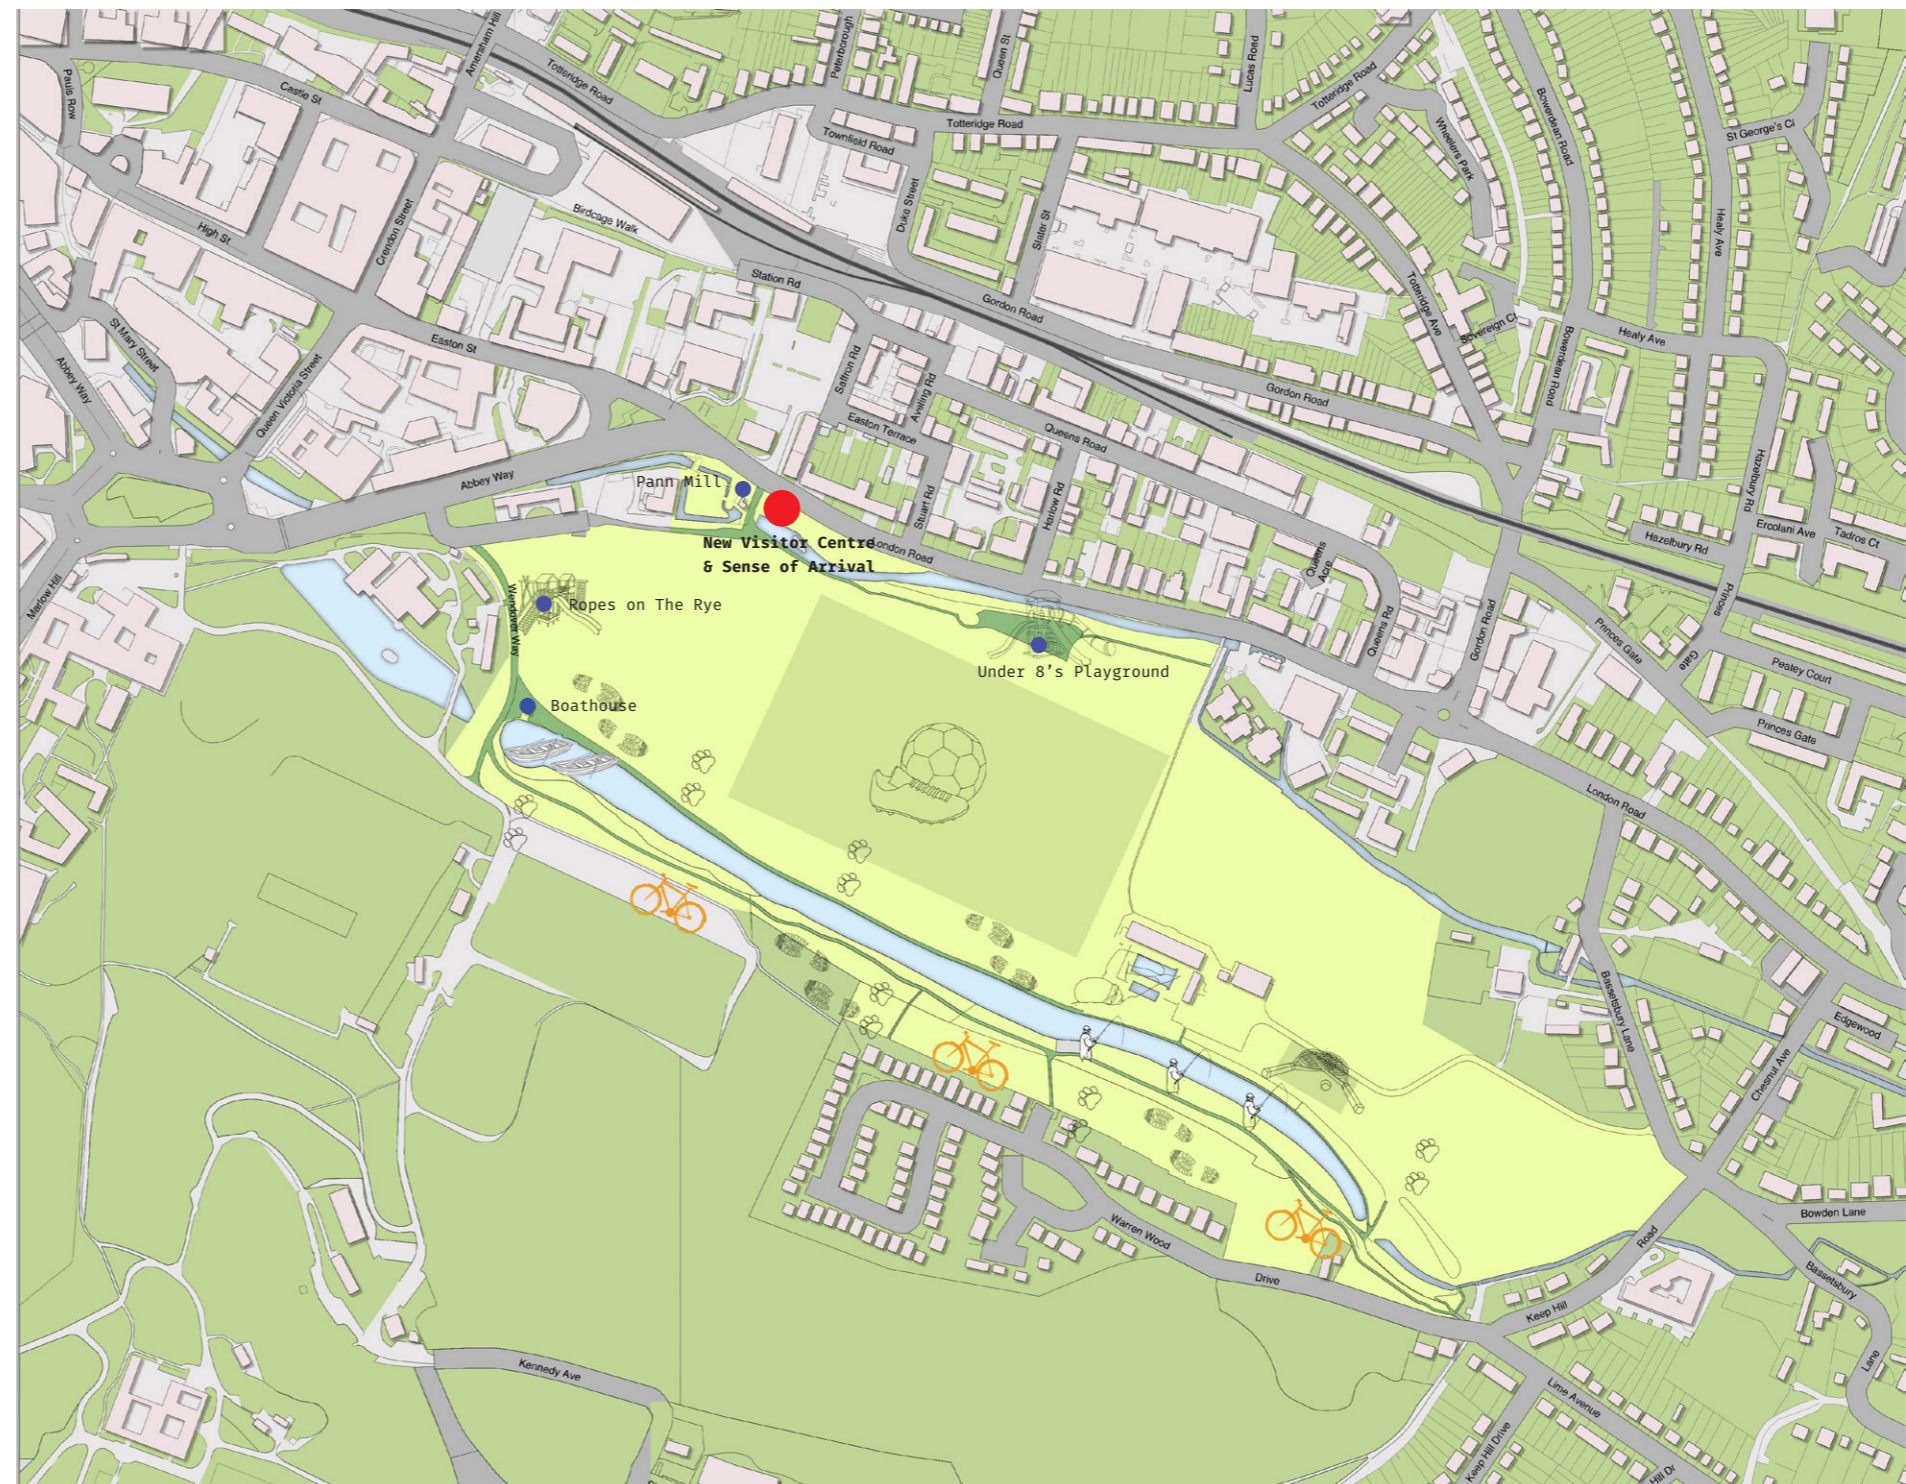 Pauls Row
Castle St
Amersham Hill
Totteridge Road
Peterborough
Queen St
Lucas Road
Totteridge Road
Bowerdean Road
St George's Cl
Wheelers Park
Totteridge Road
Townfield Road
Duke Street
Slater St
Birdcage Walk
High St
Crendon Street
Healy Ave
Station Rd
Gordon Road
Totteridge Ave
Sovereign Ct
Healy Ave
Bowerdean Road
St Mary Street
Abbey Way
Queen Victoria Street
Easton St
Saffron Rd
Aveling Rd
Easton Terrace
Gordon Road
Queens Road
Hazelbury Rd
Abbey Way
Pann Mill
Stuart Rd
Harlow Rd
Ercolani Ave
Tadros Ct
Hazelbury Rd
New Visitor Centre
& Sense of Arrival
London Road
Queens
Acre
Marlow Hill
Wendover Way
Ropes on The Rye
Princes
Gate
Queens Rd
Gordon Road
Princes Gate
Peatey Court
Under 8's Playground
Boathouse
Princes Gate
London Road
Bassetsbury Lane
Edgewood
Chesnut Ave
Warren Wood
Drive
Bowden Lane
Road
Keep Hill
Bassetsbury
Lane
Kennedy Ave
Lime Avenue
Keep Hill Drive
Hill Dr